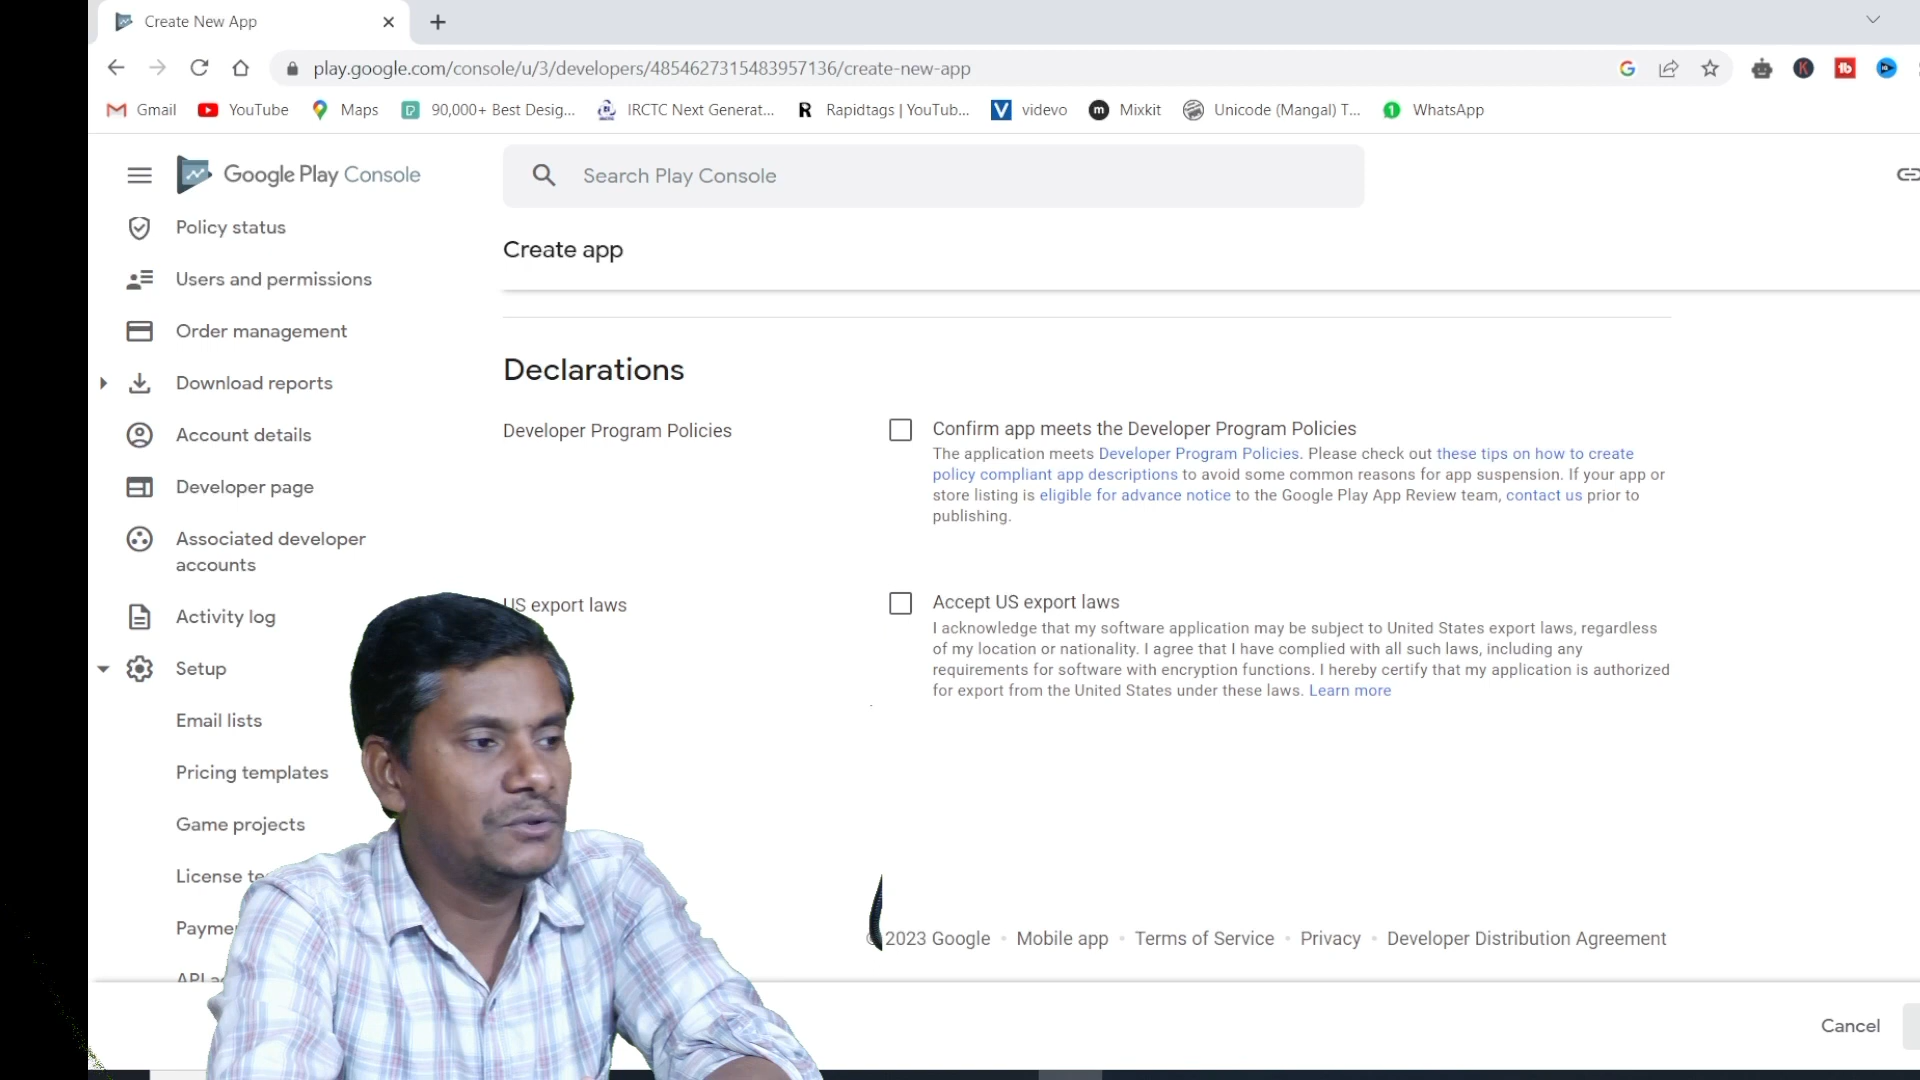 Create New App
play.google.com/console/u/3/developers/4854627315483957136/create-new-app
Gmail
YouTube
Maps
90,000+ Best Desig...
IRCTC Next Generat...
Rapidtags | YouTub...
videvo
Mixkit
Unicode (Mangal) T...
WhatsApp
Google Play Console
Search Play Console
Policy status
Users and permissions
Order management
Download reports
Account details
Developer page
Associated developer
accounts
Activity log
Setup
Email lists
Pricing templates
Game projects
License
Create app
Declarations
Developer Program Policies
Confirm app meets the Developer Program Policies
The application meets Developer Program Policies. Please check out these tips on how to create
policy compliant app descriptions to avoid some common reasons for app suspension. If your app or
store listing is eligible for advance notice to the Google Play App Review team, contact us prior to
publishing.
US export laws
Accept US export laws
I acknowledge that my software application may be subject to United States export laws, regardless
of my location or nationality. I agree that I have complied with all such laws, including any
requirements for software with encryption functions. I hereby certify that my application is authorized
for export from the United States under these laws. Learn more
© 2023 Google • Mobile app • Terms of Service • Privacy • Developer Distribution Agreement
Cancel